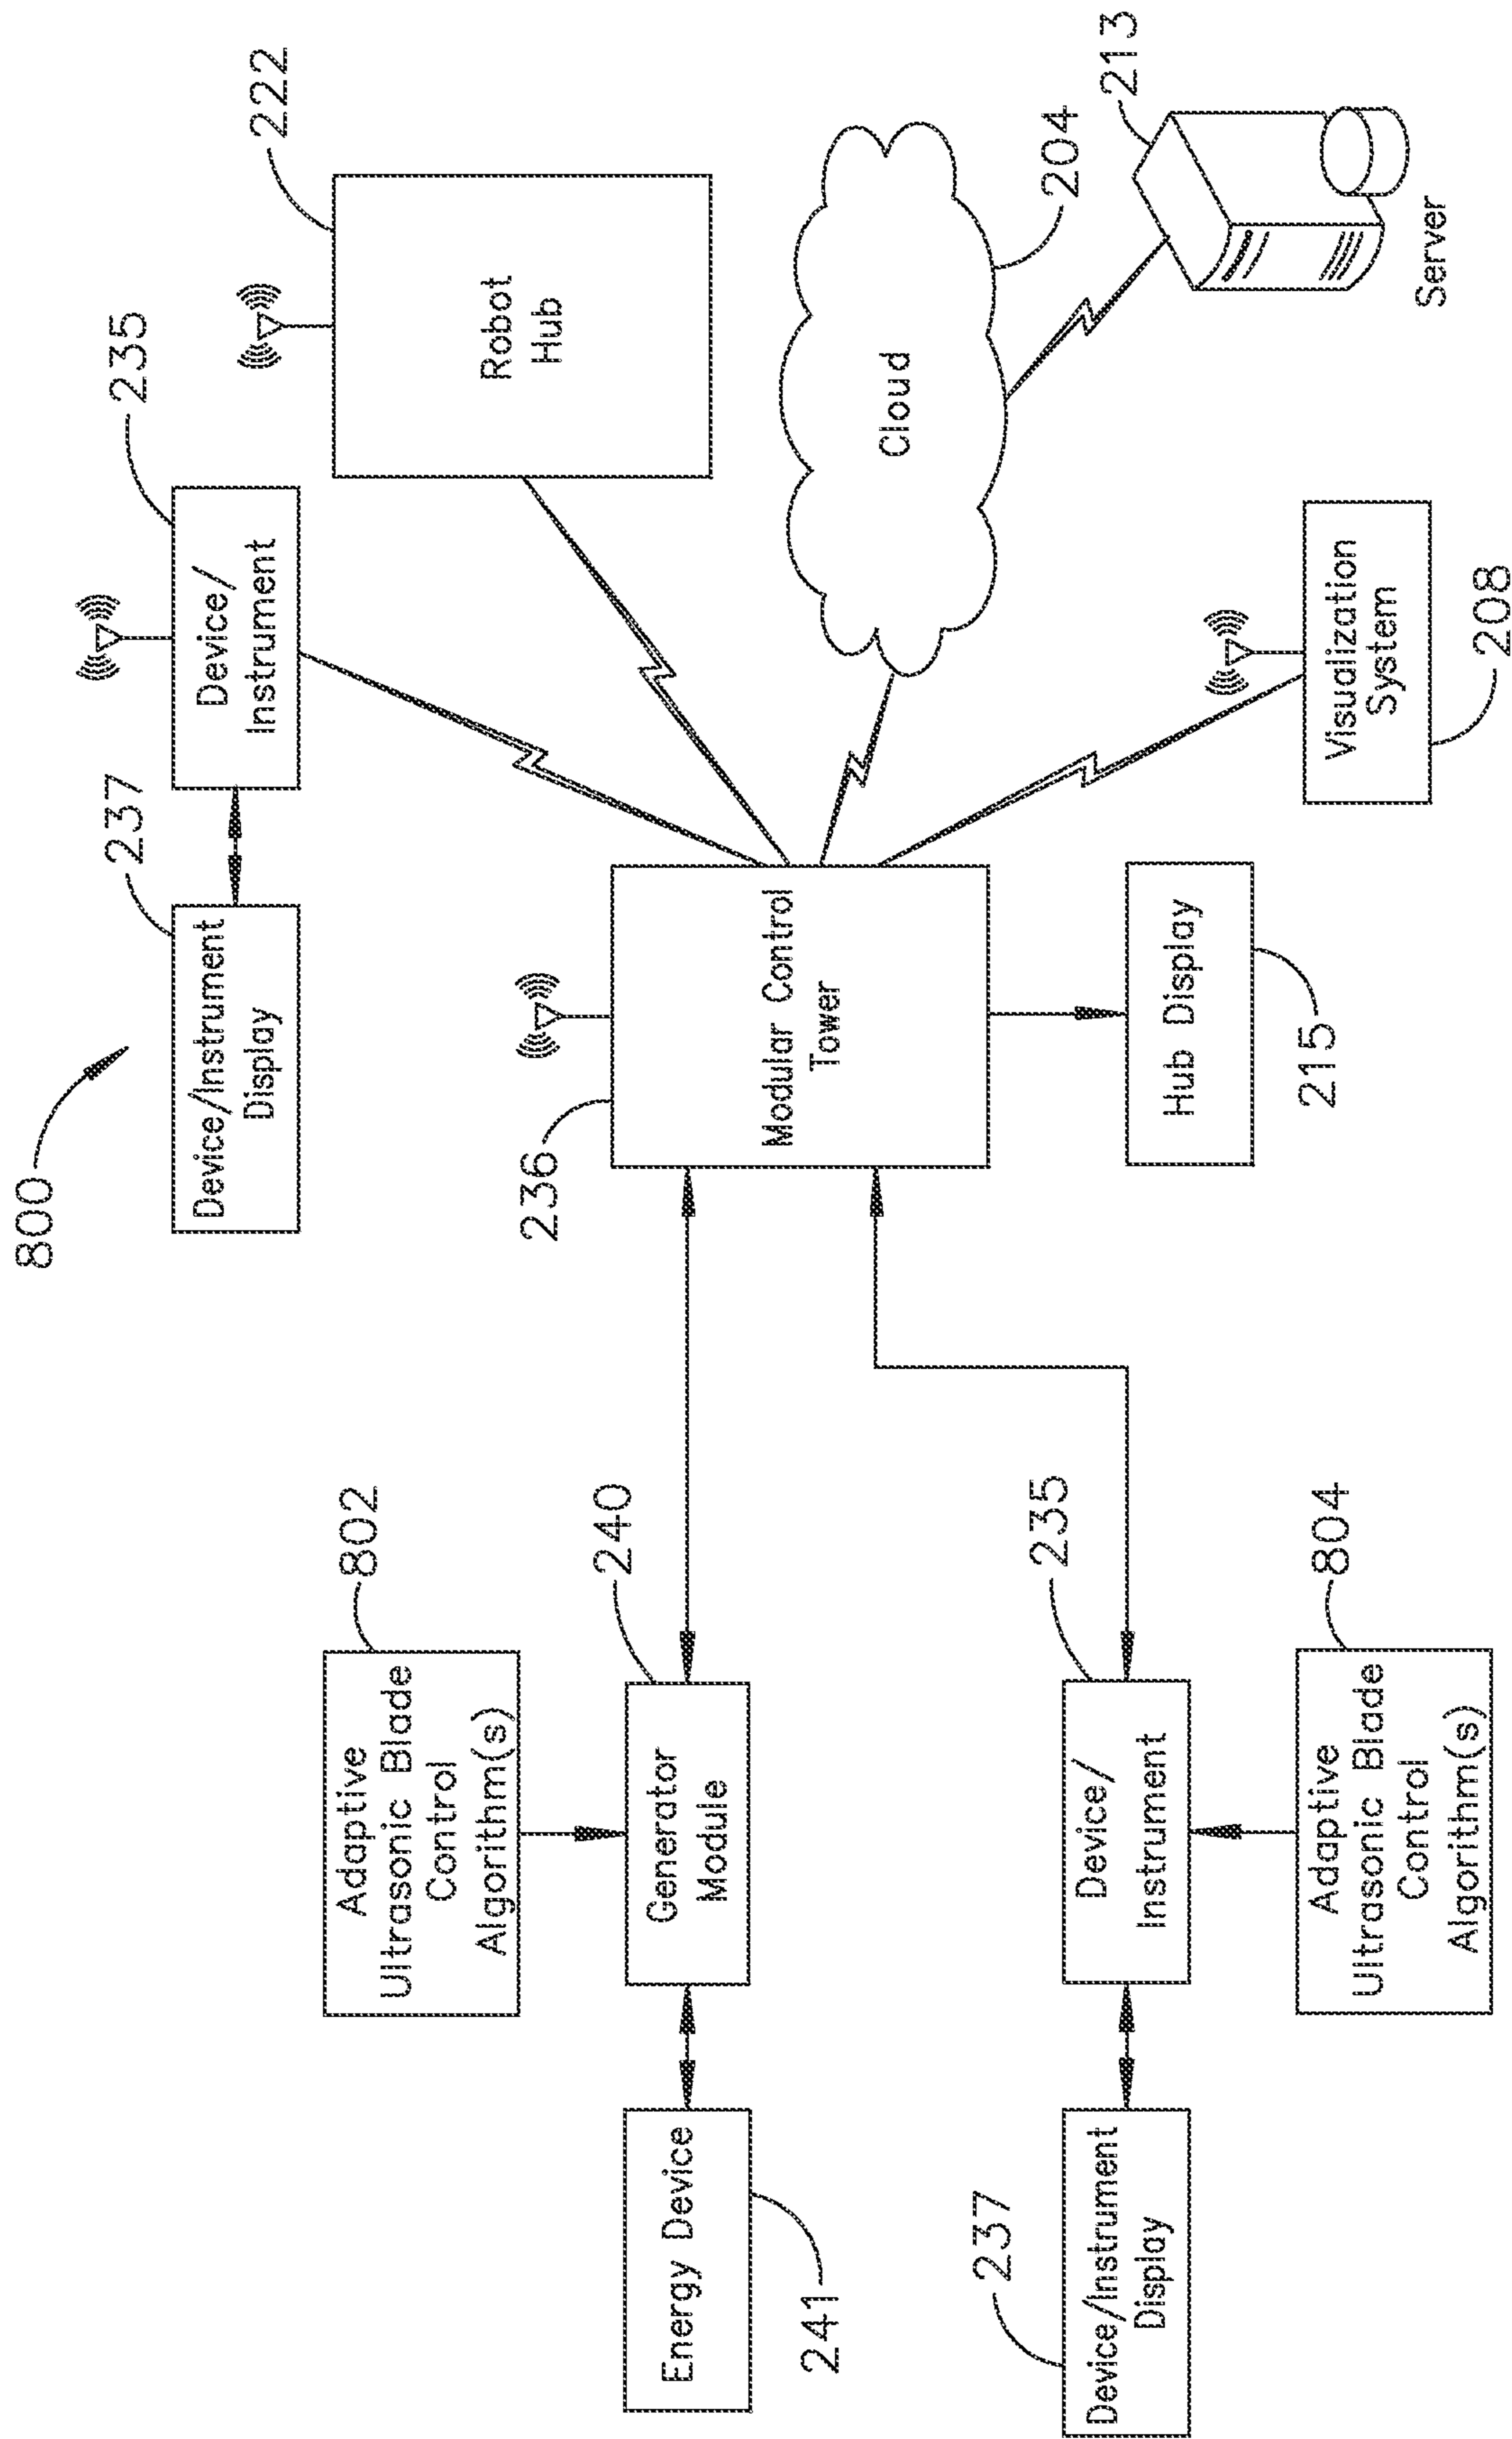 800
237
Device/Instrument
Display
235
Device/
Instrument
222
Robot
Hub
802
Adaptive
Ultrasonic Blade
Control
Algorithm(s)
240
Generator
Module
Energy Device
241
236
Modular Control
Tower
Cloud
204
213
Server
237
Device/Instrument
Display
235
Device/
Instrument
804
Adaptive
Ultrasonic Blade
Control
Algorithm(s)
Hub Display
215
Visualization
System
208